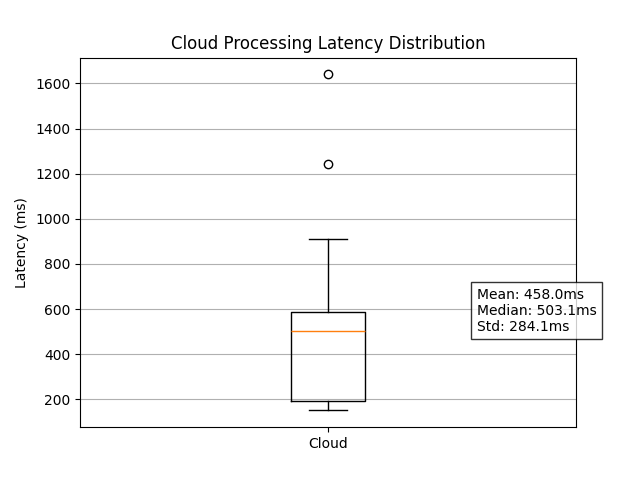 Cloud Processing Latency Distribution
1600
1400
1200
1000
800
600
400
200
Latency (ms)
Mean: 458.0ms
Median: 503.1ms
Std: 284.1ms
Cloud